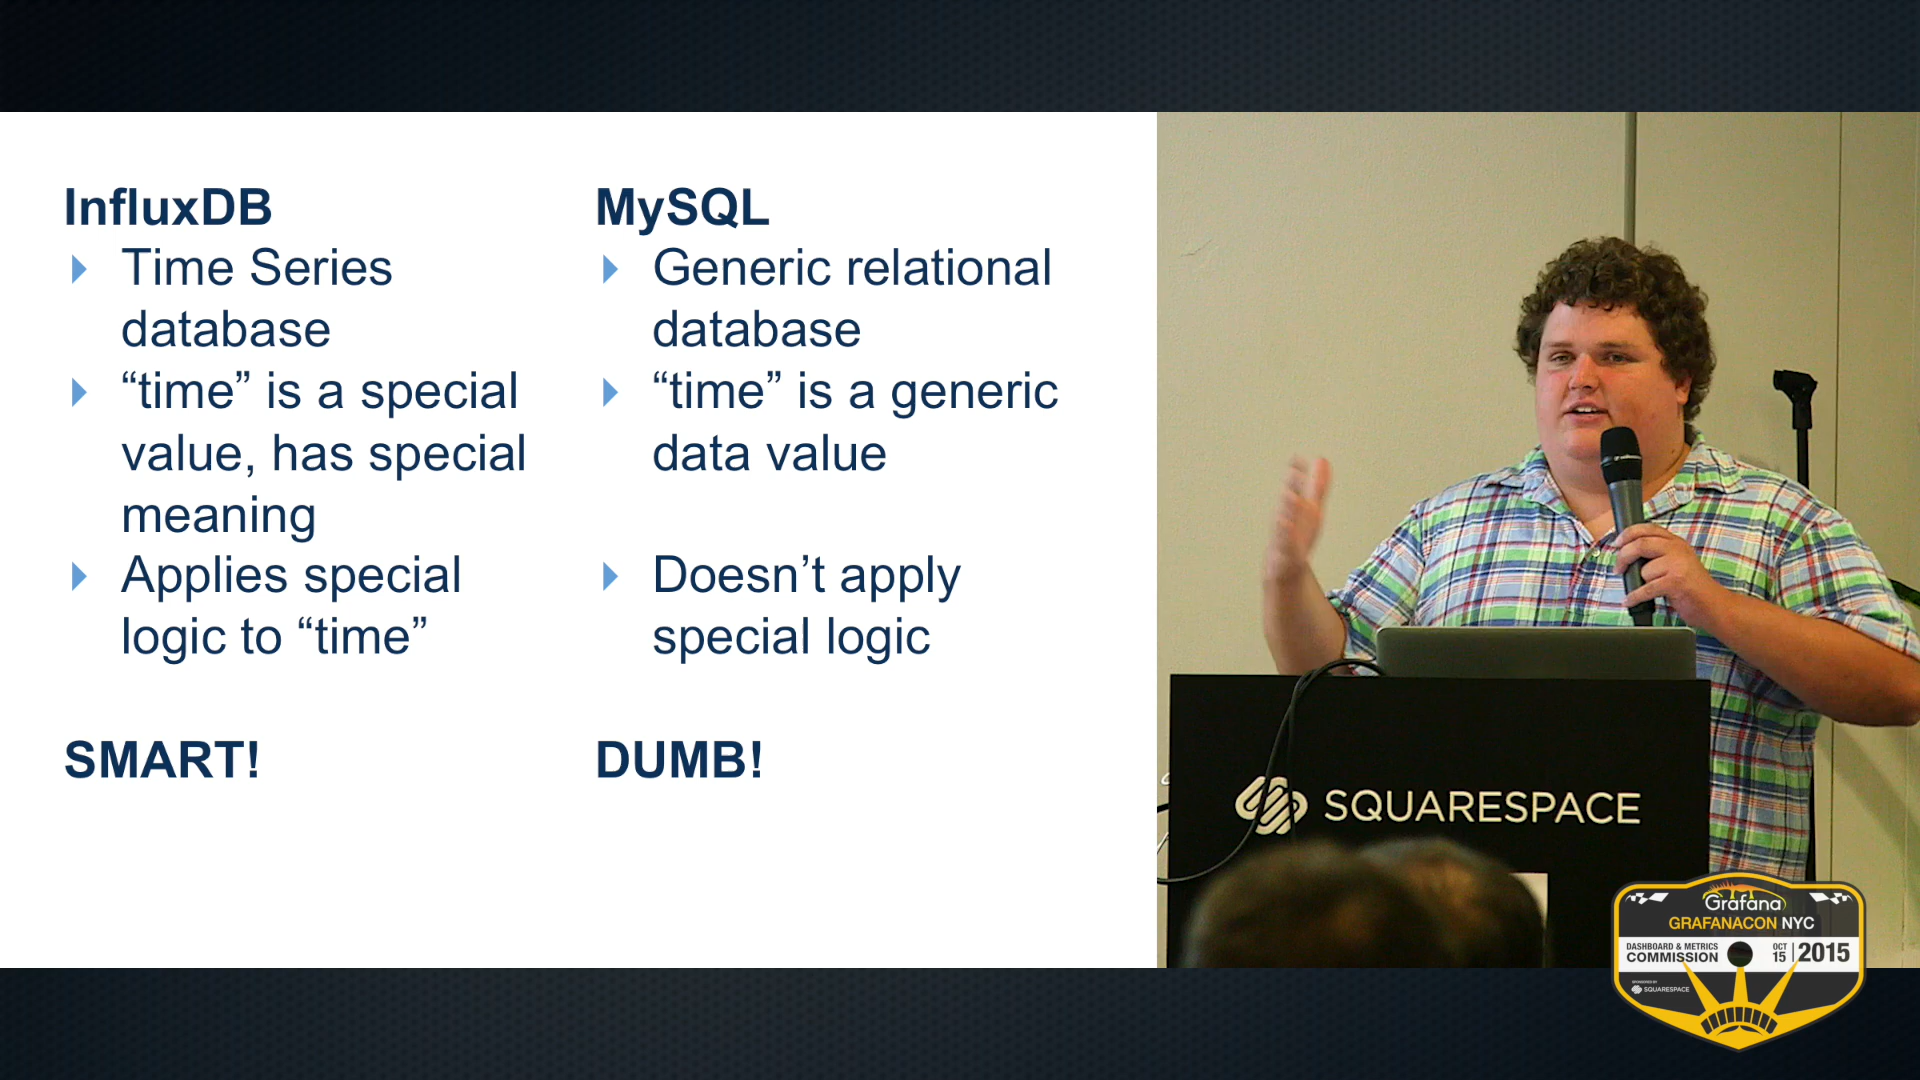 InfluxDB
Time Series
database
“time” is a special
value, has special
meaning
Applies special
logic to “time”
SMART!
MySQL
Generic relational
database
“time” is a generic
data value
Doesn’t apply
special logic
DUMB!
SQUARESPACE
Grafana
GRAFANACON NYC
DASHBOARD & METRICS
COMMISSION
OCT
15
2015
SPONSORED BY
SQUARESPACE